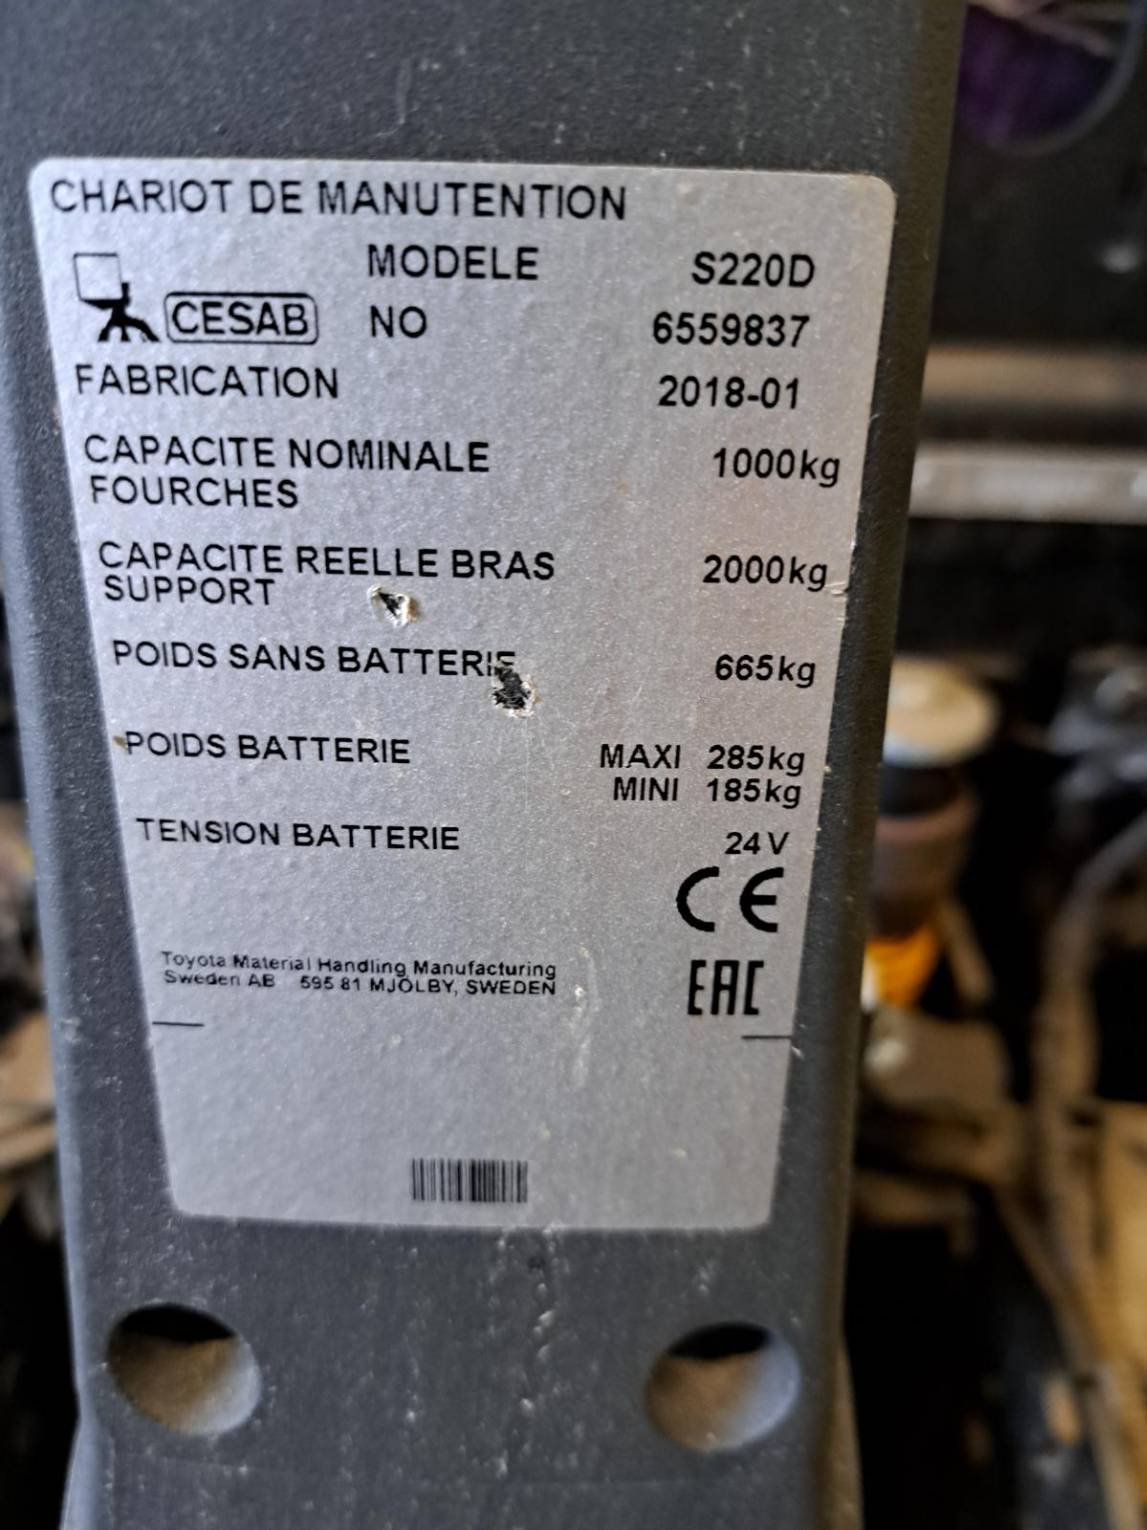 CHARIOT DE MANUTENTION
MODELE S220D
CESAB NO 6559837
FABRICATION 2018-01
CAPACITE NOMINALE 1000kg
FOURCHES
CAPACITE REELLE BRAS 2000kg
SUPPORT
POIDS SANS BATTERIE 665kg
POIDS BATTERIE MAXI 285kg
MINI 185kg
TENSION BATTERIE 24V
CE
Toyota Material Handling Manufacturing
Sweden AB 595 81 MJÖLBY, SWEDEN
EAC